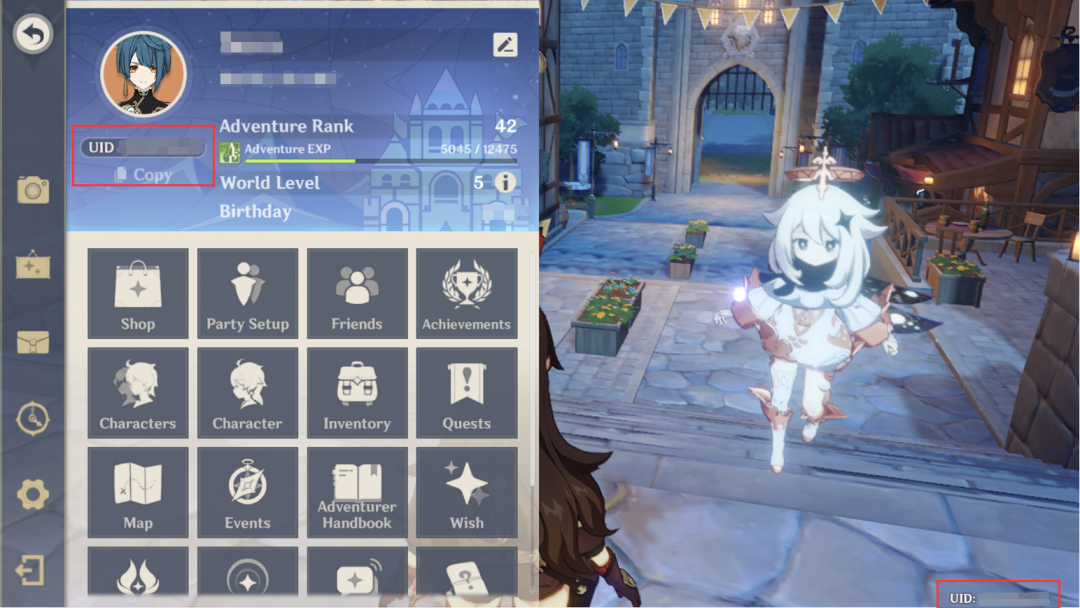 UID
Copy
Adventure Rank 42
Adventure EXP 5045 / 12475
World Level 5
Birthday
Shop
Party Setup
Friends
Achievements
Characters
Character
Inventory
Quests
Map
Events
Adventurer
Handbook
Wish
UID: